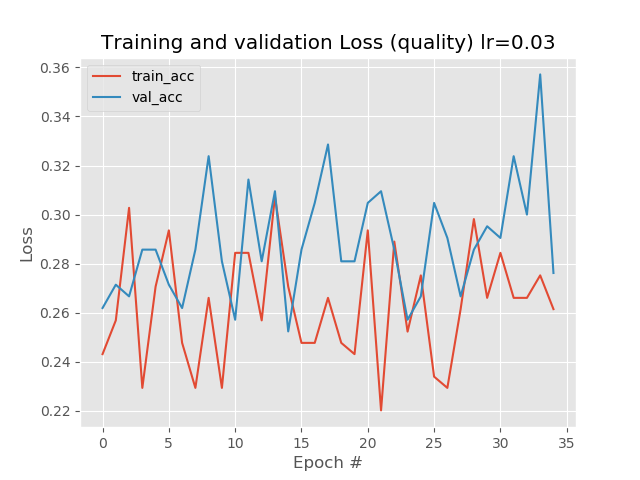 Training and validation Loss (quality) lr=0.03
0.36
0.34
0.32
0.30
0.28
0.26
0.24
0.22
Loss
train_acc
val_acc
0 5 10 15 20 25 30 35
Epoch #